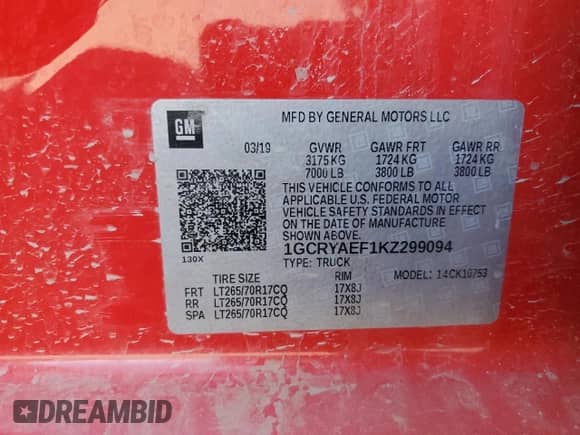 GM
MFD BY GENERAL MOTORS LLC
03/19 GVWR GAWR FRT GAWR RR
3175 KG 1724 KG 1724 KG
7000 LB 3800 LB 3800 LB
THIS VEHICLE CONFORMS TO ALL
APPLICABLE U.S. FEDERAL MOTOR
VEHICLE SAFETY STANDARDS IN EFFECT
ON THE DATE OF MANUFACTURE
SHOWN ABOVE.
1GCRYAEF1KZ299094
130X TYPE: TRUCK
MODEL: 14CK10753
TIRE SIZE RIM
FRT LT265/70R17CQ 17X8J
RR LT265/70R17CQ 17X8J
SPA LT265/70R17CQ 17X8J
DREAMBID